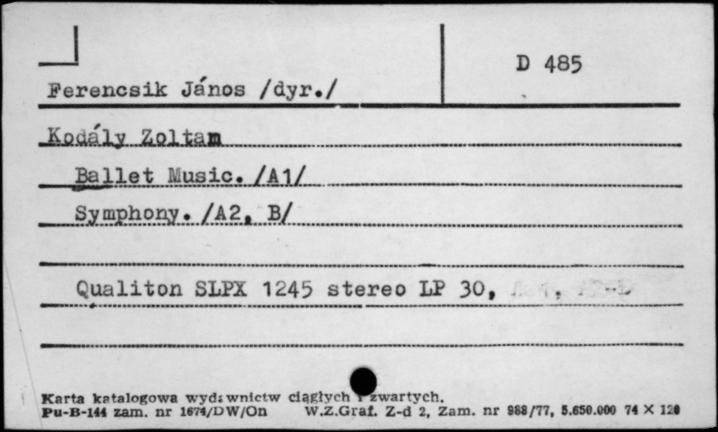 D 485
Ferencsik János /dyr./
Kodály Zoltan
Ballet Music. /A1/
Symphony. /A2, B/
Qualiton SLPX 1245 stereo LP 30,
Karta katalogowa wydawnictw ciągłych i zwartych.
Pu-B-144 zam. nr 1674/DW/On W.Z.Graf. Z-d 2, Zam. nr 988/77, 5.650.000 74 X 120